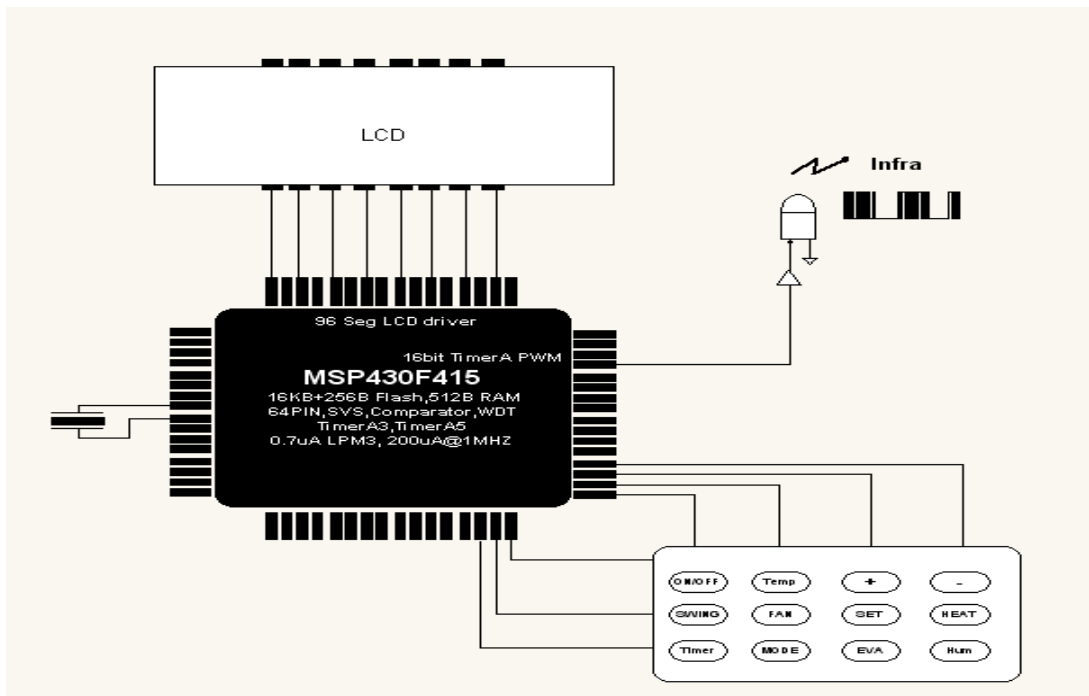 LCD
Infra
96 Seg LCD driver
16bit TimerA PWM
MSP430F415
16KB+256B Flash,512B RAM
64PIN,SVS,Comparator,WDT
TimerA3,TimerA5
0.7uA LPM3, 200uA@1MHZ
ON/OFF Temp + -
SWING FAN SET HEAT
Timer MODE EVA Hum